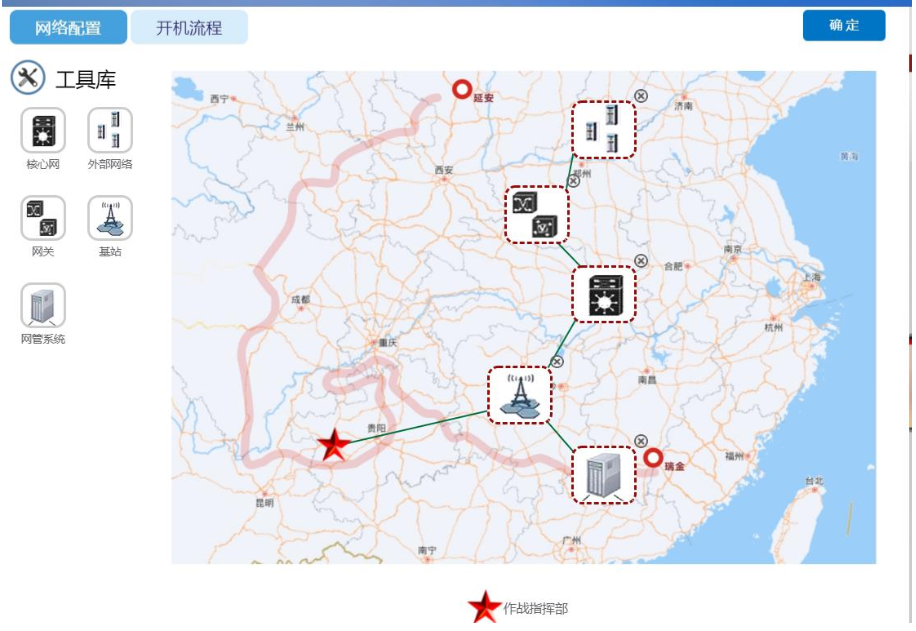 网络配置
开机流程
确定
工具库
核心网
外部网络
网关
基站
网管系统
西宁
延安
济南
兰州
黄海
西安
郑州
南京
合肥
上海
成都
杭州
重庆
南昌
贵阳
福州
瑞金
台北
昆明
广州
南宁
作战指挥部